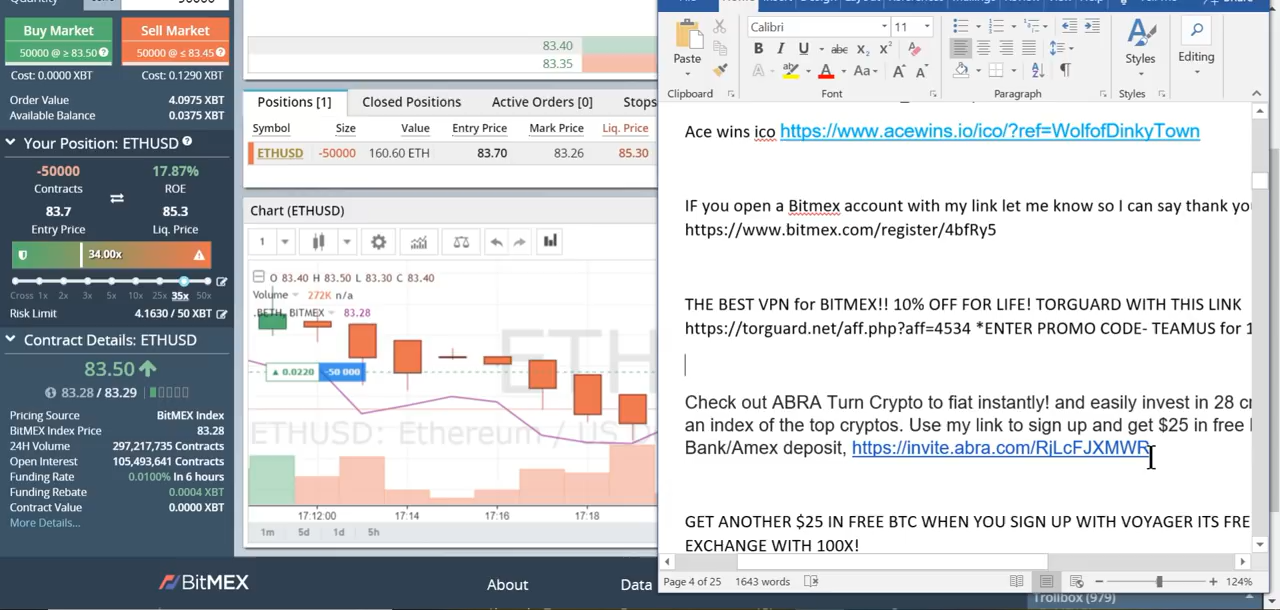 Quantity
50000
Buy Market
50000 @ ≥ 83.50
Sell Market
50000 @ ≤ 83.45
Cost: 0.0000 XBT
Cost: 0.1290 XBT
Order Value
4.0975 XBT
Available Balance
0.0375 XBT
Your Position: ETHUSD
-50000
17.87%
Contracts
ROE
83.7
85.3
Entry Price
Liq. Price
34.00x
Cross 1x 2x 3x 5x 10x 25x 35x 50x
Risk Limit
4.1630 / 50 XBT
Contract Details: ETHUSD
83.50
83.28 / 83.29
Pricing Source
BitMEX Index
BitMEX Index Price
83.28
24H Volume
297,217,735 Contracts
Open Interest
105,493,641 Contracts
Funding Rate
0.0100% In 6 hours
Funding Rebate
0.0004 XBT
Contract Value
0.0000 XBT
More Details...
83.40
83.35
Positions [1]
Closed Positions
Active Orders [0]
Stops
Symbol
Size
Value
Entry Price
Mark Price
Liq. Price
ETHUSD
-50000
160.60 ETH
83.70
83.26
85.30
Chart (ETHUSD)
1
O 83.40 H 83.50 L 83.30 C 83.40
Volume 272K n/a
.BETH, BITMEX 83.28
0.0220
-50 000
ETH
ETHUSD: Ethereum / US
17:12:00
17:14
17:16
17:18
1m
5d
1d
5h
BitMEX
About
Data
Paste
Clipboard
Calibri
11
Font
Paragraph
Styles
Styles
Editing
Ace wins ico https://www.acewins.io/ico/?ref=WolfofDinkyTown
IF you open a Bitmex account with my link let me know so I can say thank you
https://www.bitmex.com/register/4bfRy5
THE BEST VPN for BITMEX!! 10% OFF FOR LIFE! TORGUARD WITH THIS LINK
https://torguard.net/aff.php?aff=4534 *ENTER PROMO CODE- TEAMUS for 1
Check out ABRA Turn Crypto to fiat instantly! and easily invest in 28 cr
an index of the top cryptos. Use my link to sign up and get $25 in free
Bank/Amex deposit, https://invite.abra.com/RjLcFJXMWR
GET ANOTHER $25 IN FREE BTC WHEN YOU SIGN UP WITH VOYAGER ITS FRE
EXCHANGE WITH 100X!
Page 4 of 25
1643 words
124%
Trollbox (979)